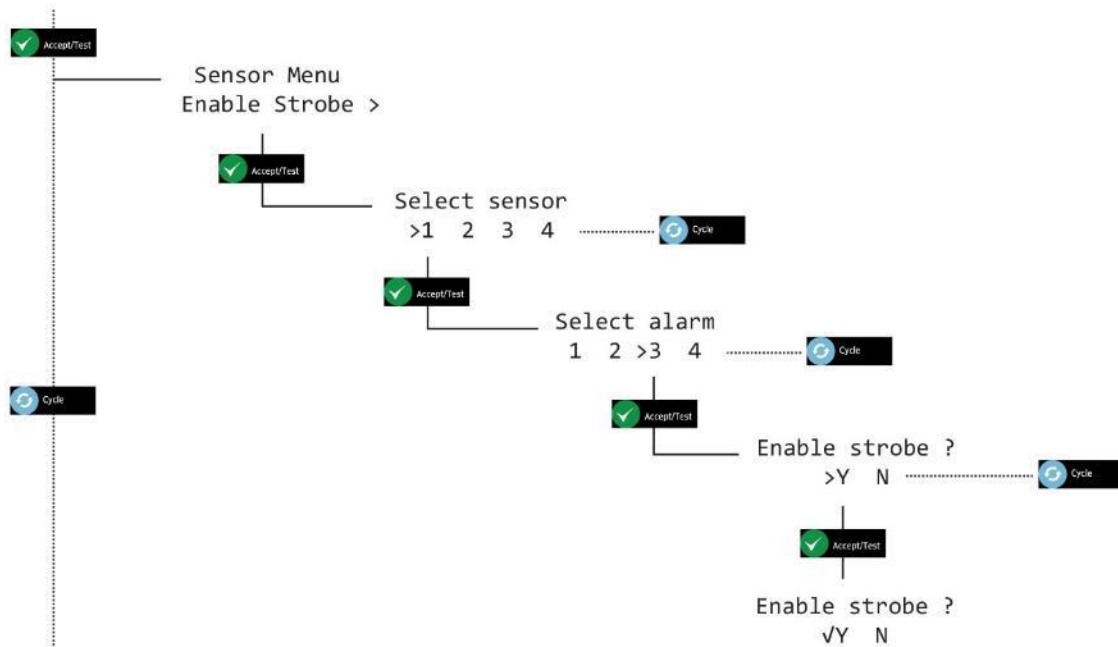 Accept/Test
Sensor Menu
Enable Strobe >
Accept/Test
Select sensor
>1 2 3 4
Cycle
Accept/Test
Select alarm
1 2 >3 4
Cycle
Cycle
Accept/Test
Enable strobe ?
>Y N
Cycle
Accept/Test
Enable strobe ?
√Y N